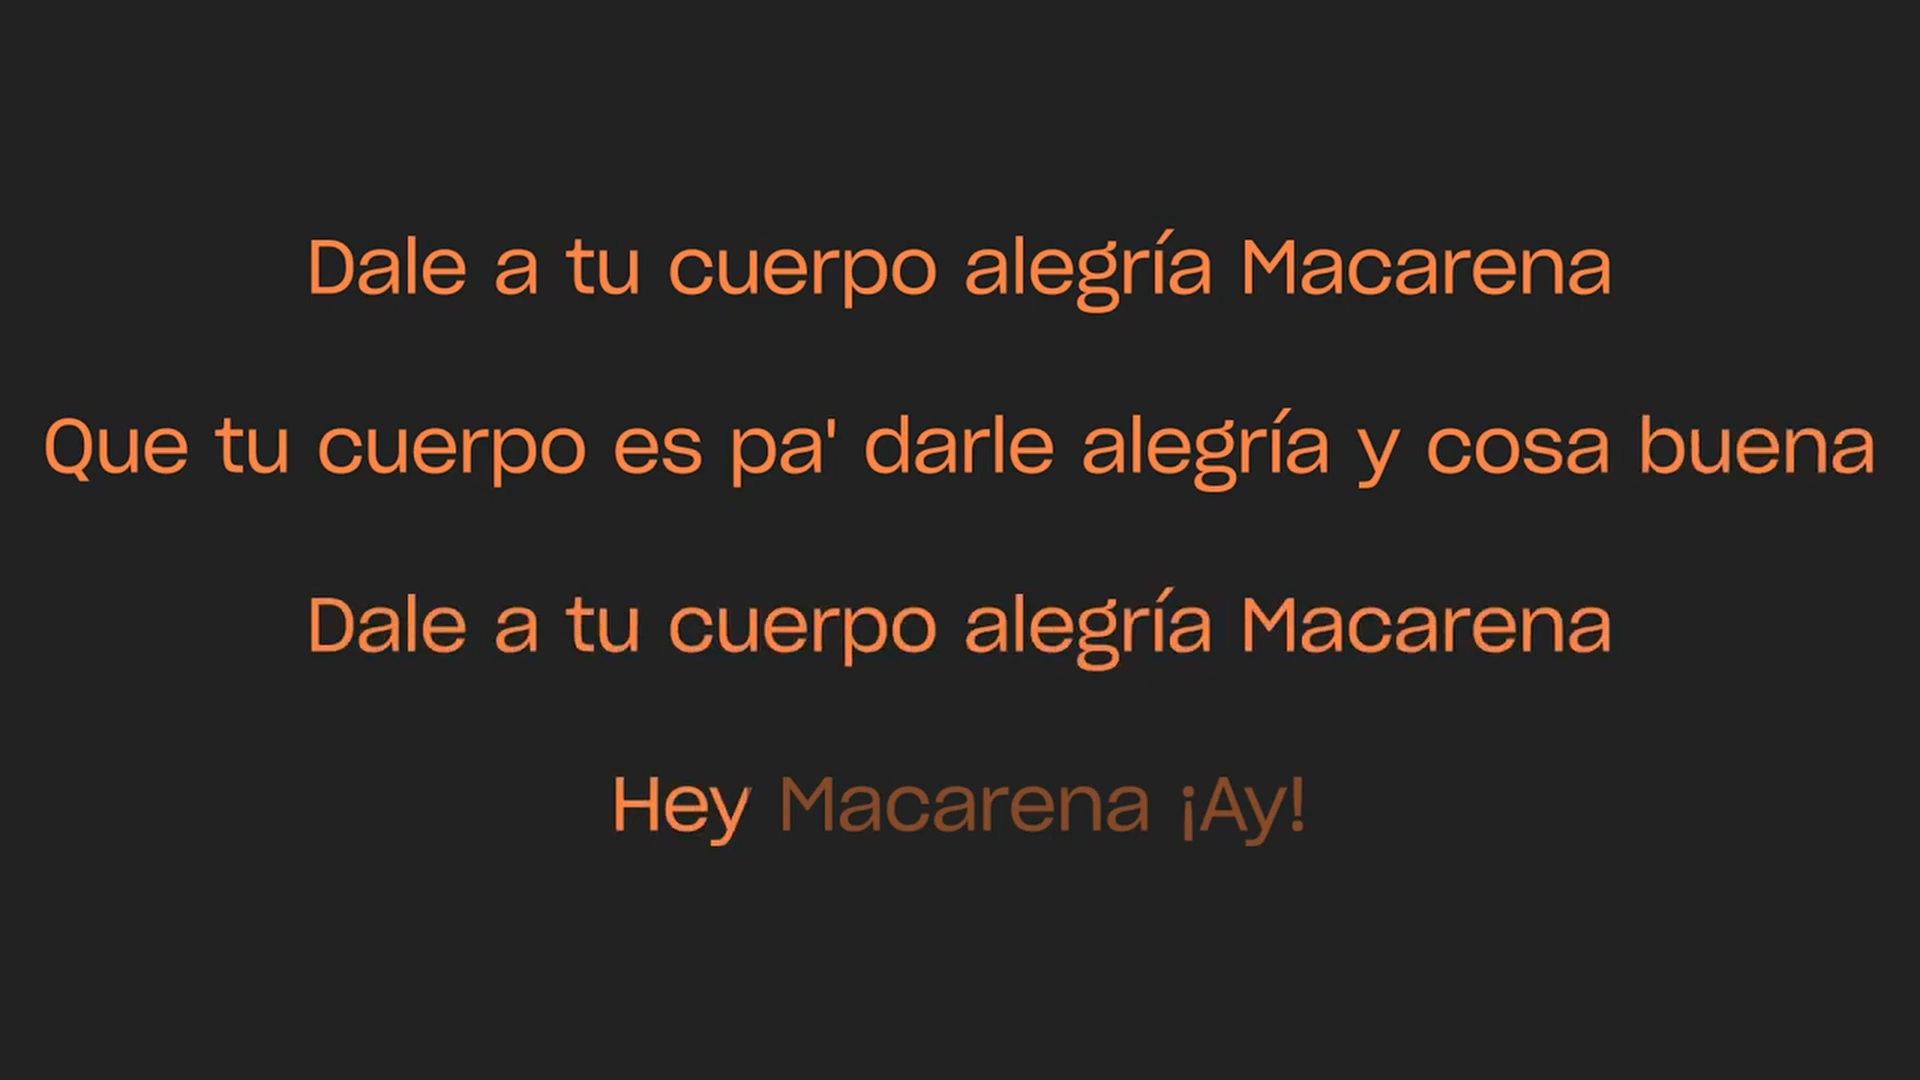 Dale a tu cuerpo alegría Macarena
Que tu cuerpo es pa' darle alegría y cosa buena
Dale a tu cuerpo alegría Macarena
Hey Macarena ¡Ay!